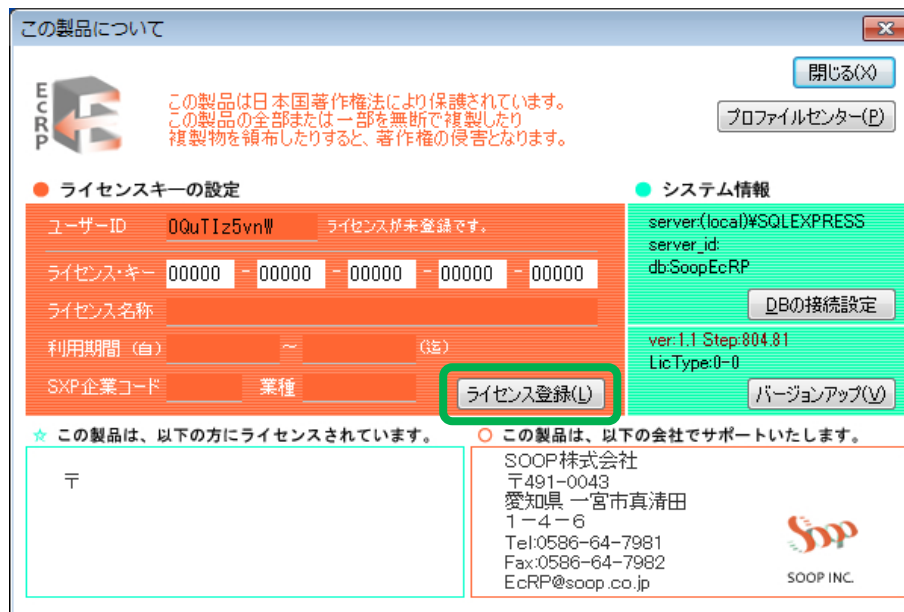 この製品について
閉じる(X)
ECRP
この製品は日本国著作権法により保護されています。
この製品の全部または一部を無断で複製したり
複製物を領布したりすると、著作権の侵害となります。
プロファイルセンター(P)
● ライセンスキーの設定
ユーザーID 0QuTIz5vnW ライセンスが未登録です。
ライセンス・キー 00000 - 00000 - 00000 - 00000 - 00000
ライセンス名称
利用期間（自） ～ （迄）
SXP企業コード 業種
ライセンス登録(L)
● システム情報
server:(local)¥SQLEXPRESS
server_id:
db:SoopEcRP
DBの接続設定
ver:1.1 Step:804.81
LicType:0-0
バージョンアップ(V)
☆ この製品は、以下の方にライセンスされています。
〒
○ この製品は、以下の会社でサポートいたします。
SOOP株式会社
〒491-0043
愛知県 一宮市真清田
１－４－６
Tel:0586-64-7981
Fax:0586-64-7982
EcRP@soop.co.jp
Soop
SOOP INC.